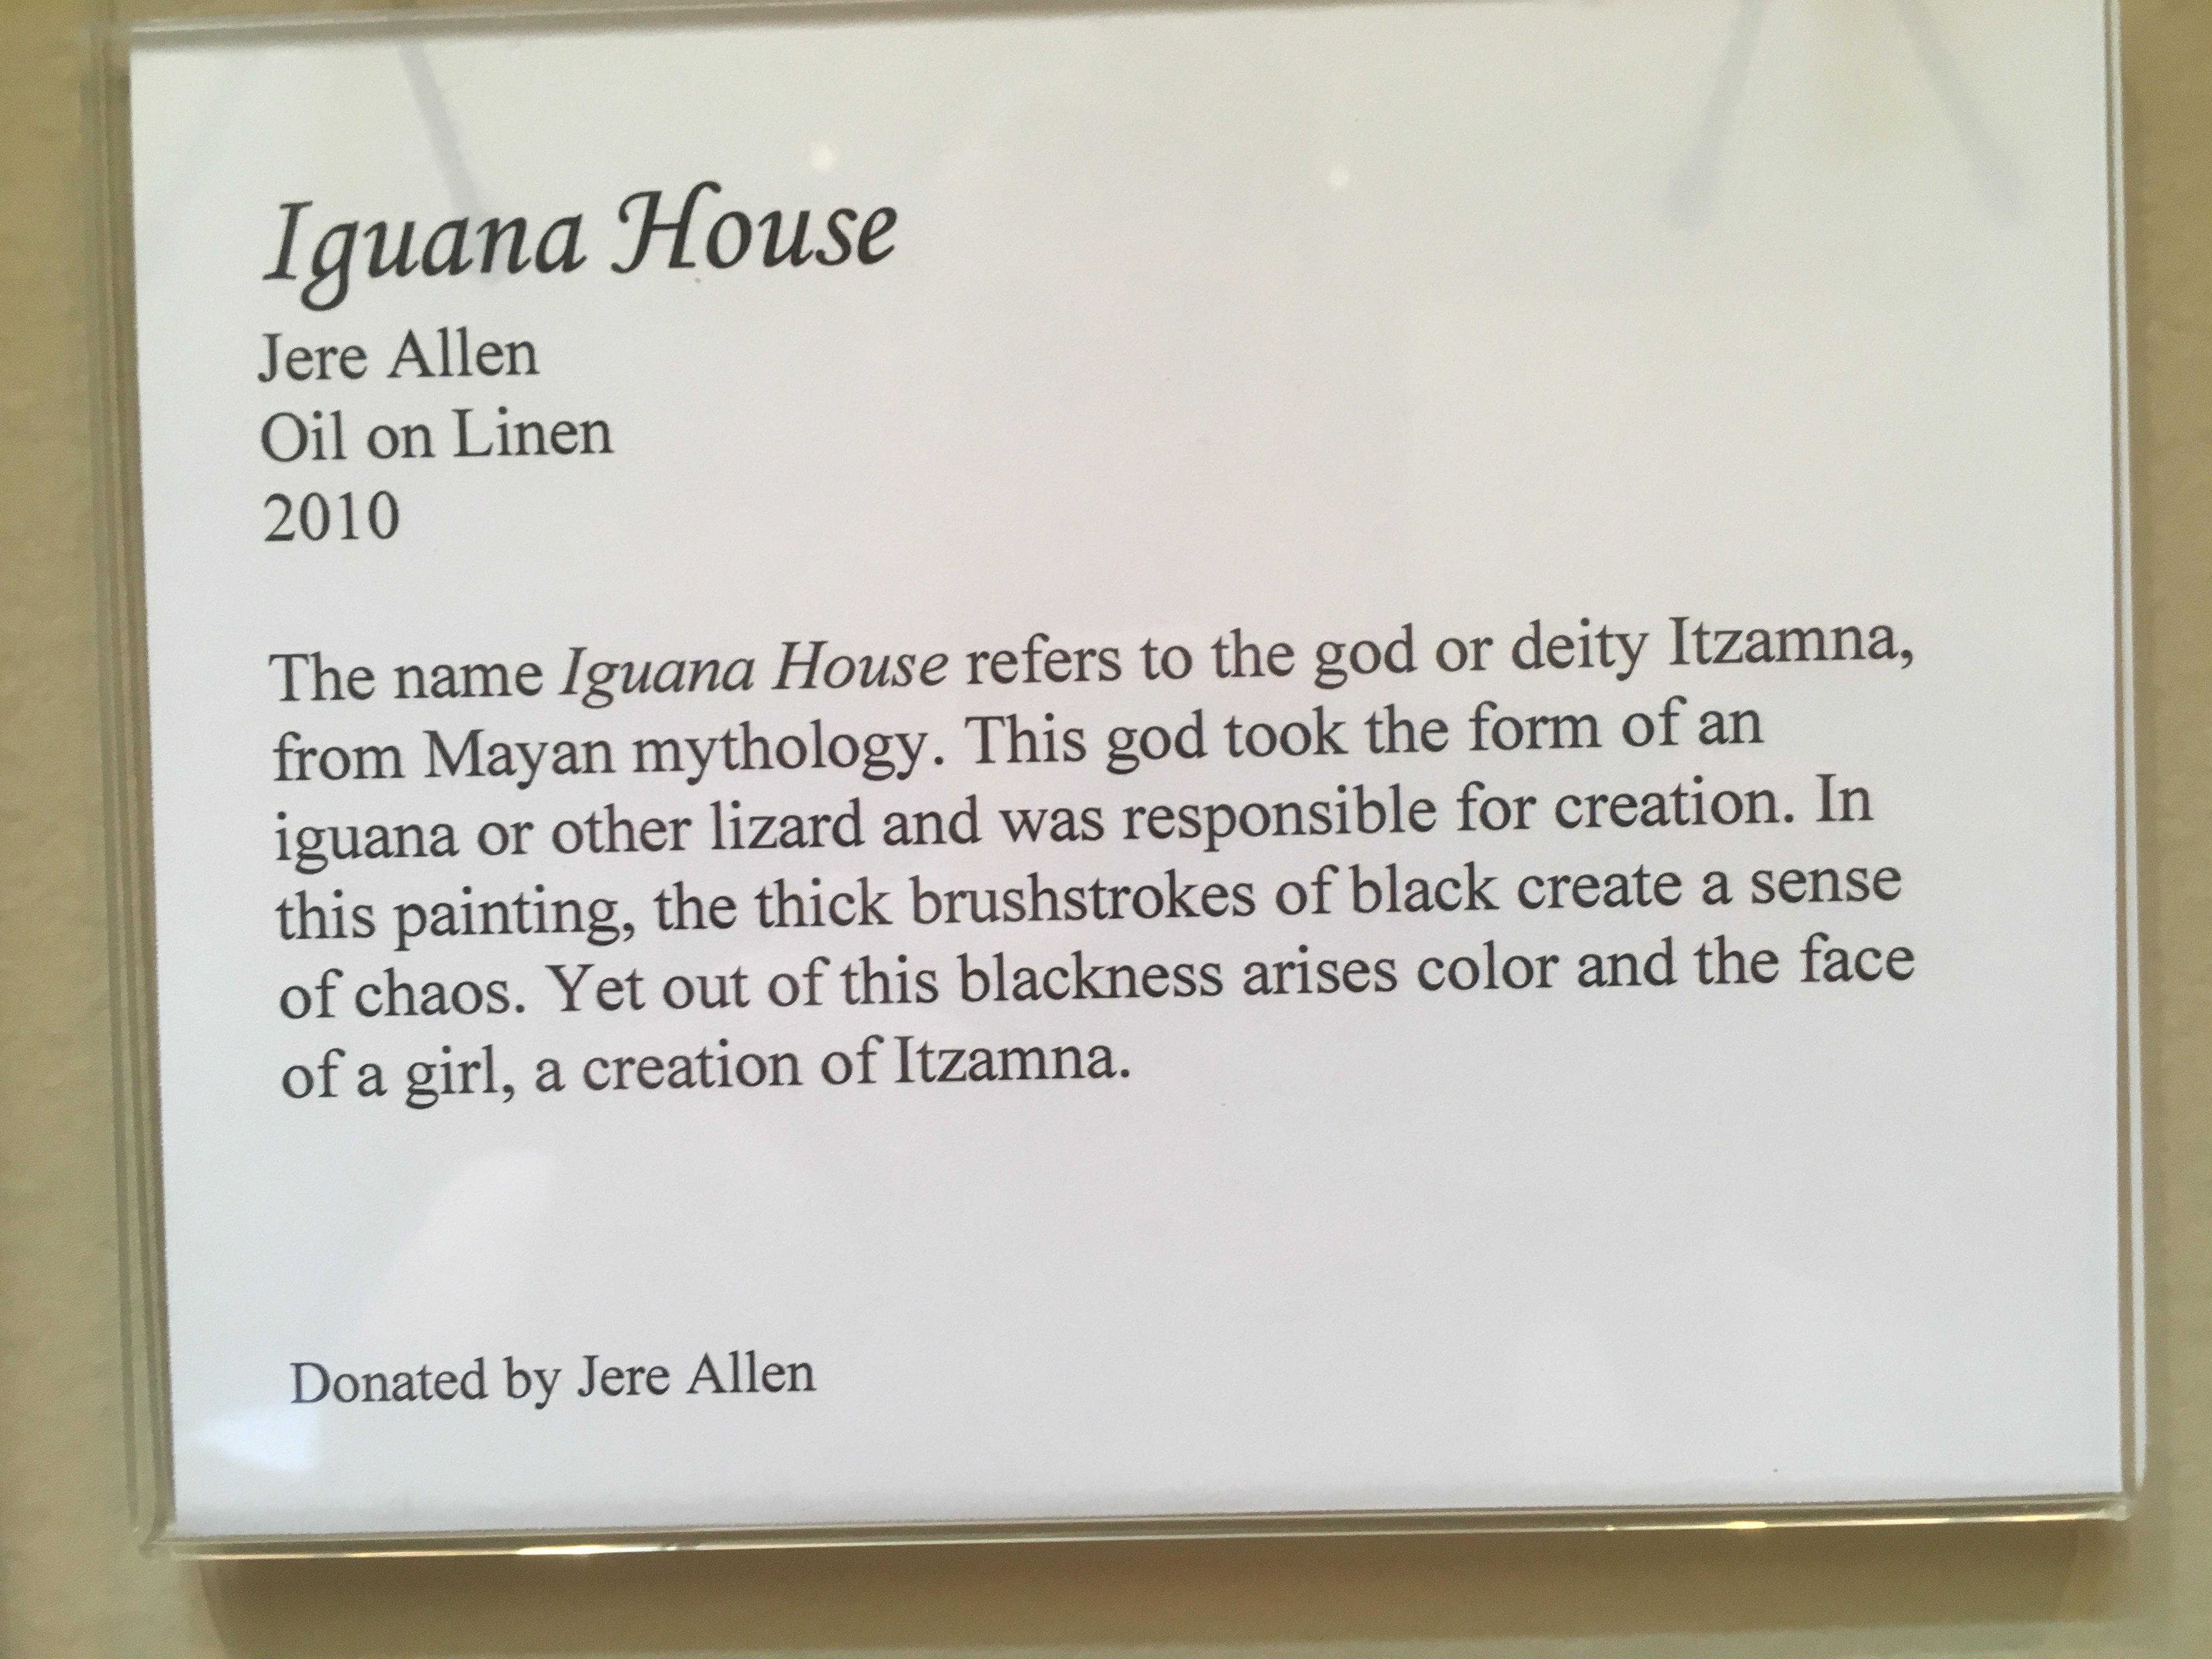 Iguana House
Jere Allen
Oil on Linen
2010
The name Iguana House refers to the god or deity Itzamna,
from Mayan mythology. This god took the form of an
iguana or other lizard and was responsible for creation. In
this painting, the thick brushstrokes of black create a sense
of chaos. Yet out of this blackness arises color and the face
of a girl, a creation of Itzamna.
Donated by Jere Allen